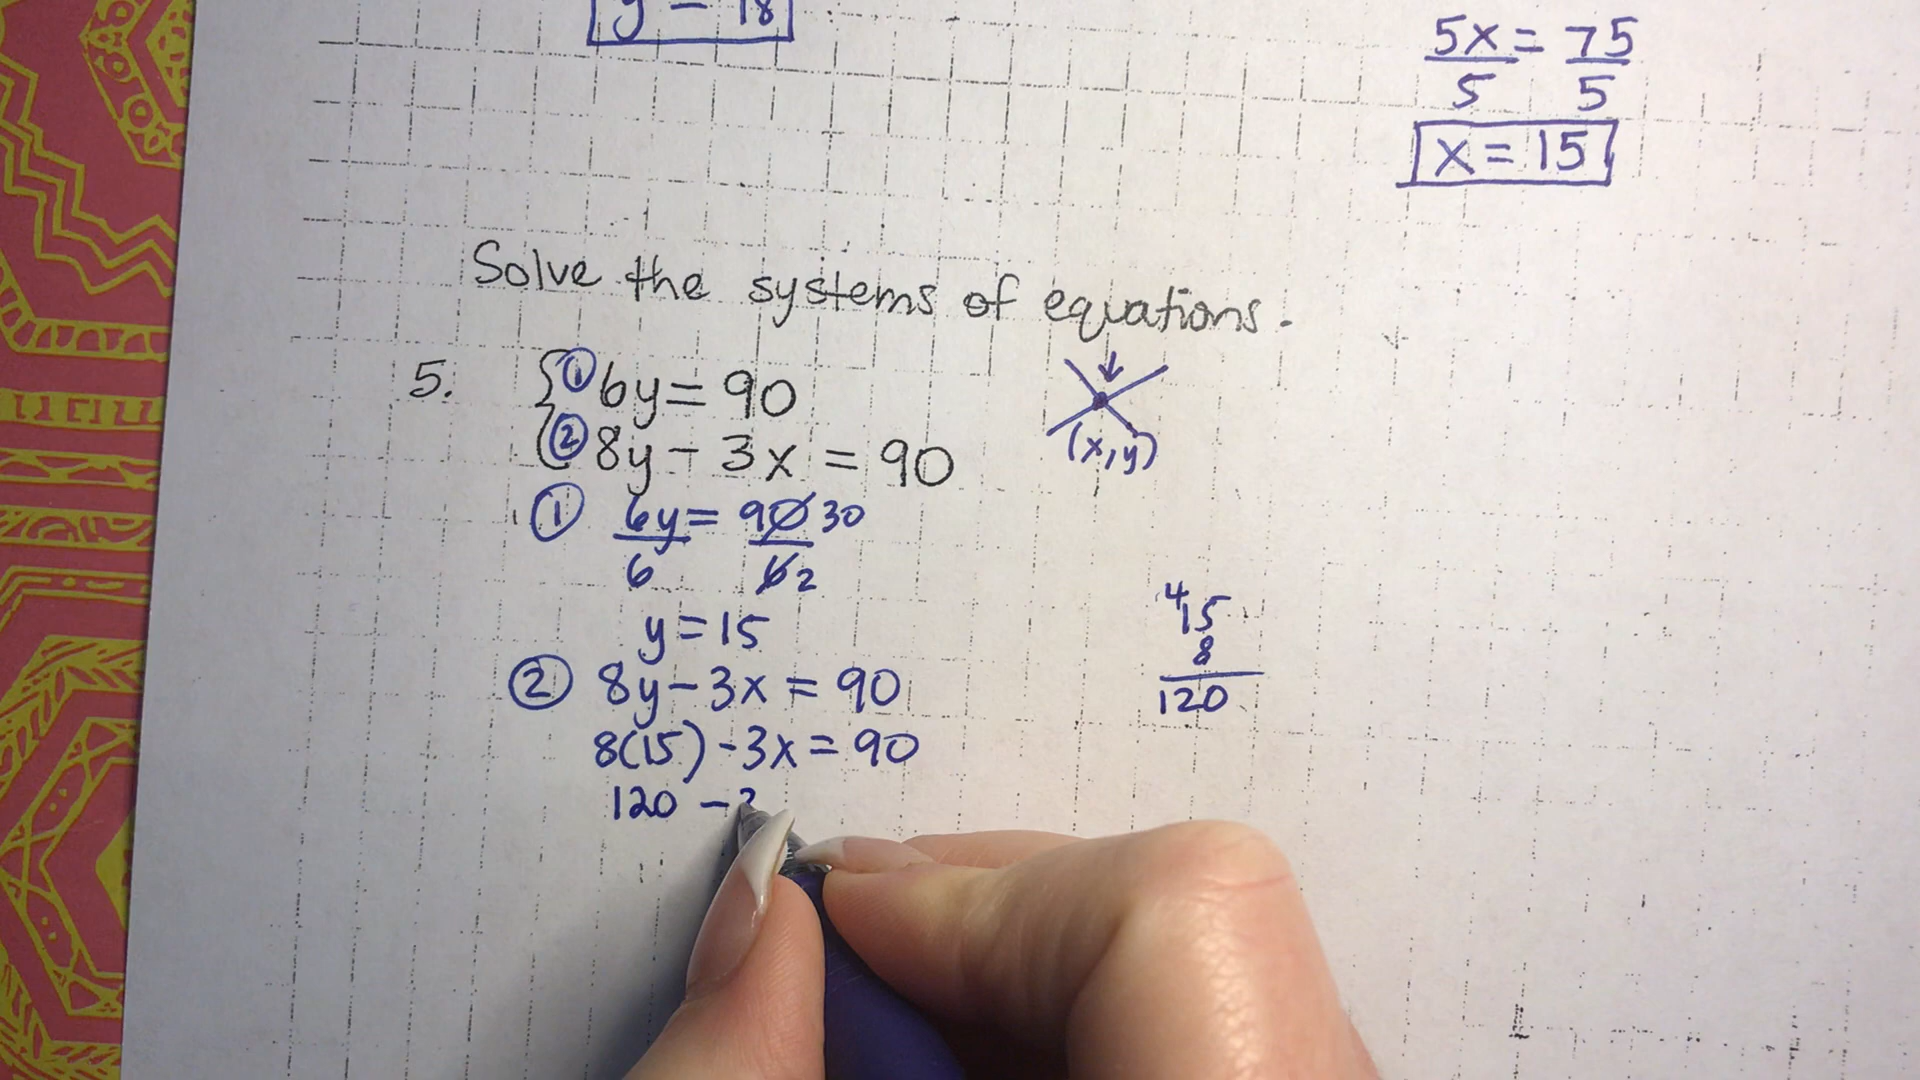 y = 18
5x = 75
5 5
x = 15
Solve the systems of equations.
5. { ① 6y = 90
② 8y - 3x = 90
(x, y)
① 6y = 90 30
6 6 2
y = 15
② 8y - 3x = 90
8(15) - 3x = 90
120 - 3
4
15
8
120